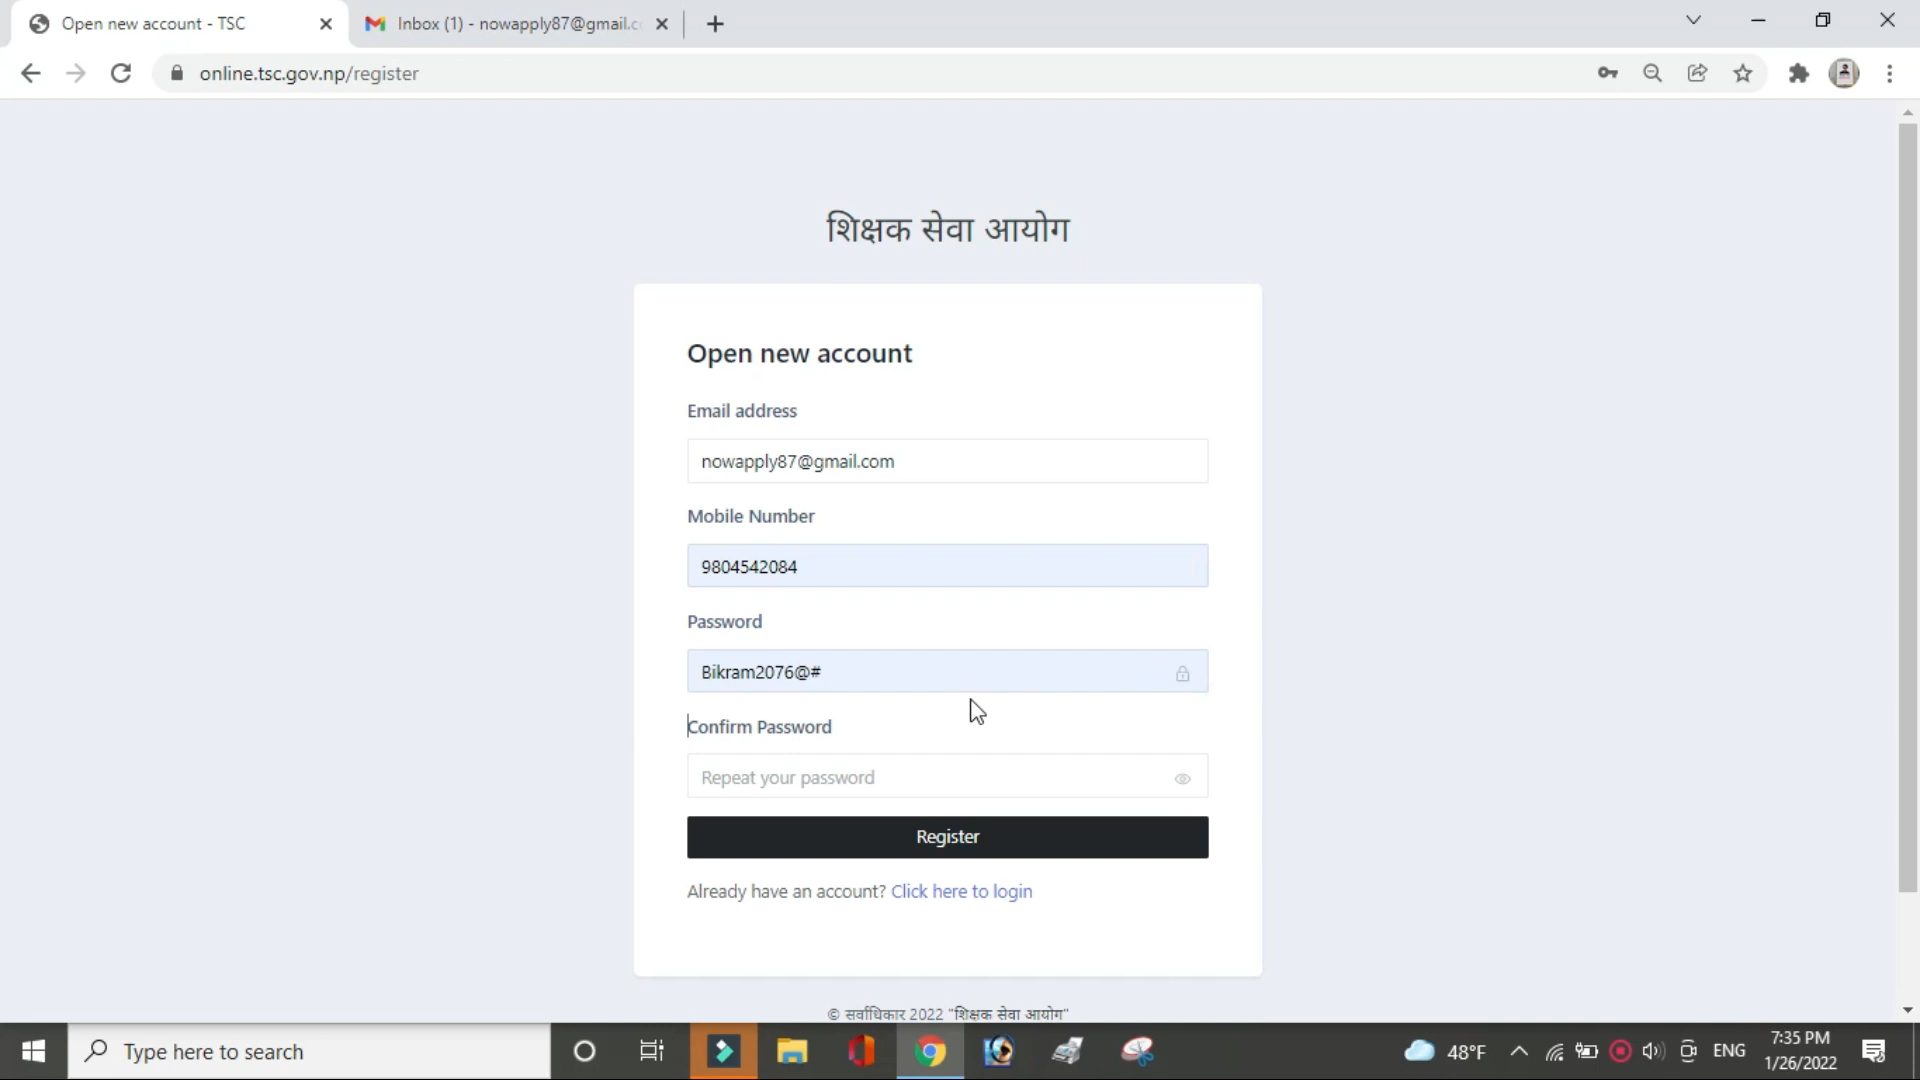 Open new account - TSC
Inbox (1) - nowapply87@gmail.c
online.tsc.gov.np/register
शिक्षक सेवा आयोग
Open new account
Email address
nowapply87@gmail.com
Mobile Number
9804542084
Password
Bikram2076@#
Confirm Password
Repeat your password
Register
Already have an account? Click here to login
© सर्वाधिकार 2022 "शिक्षक सेवा आयोग"
Type here to search
48°F
ENG
7:35 PM
1/26/2022